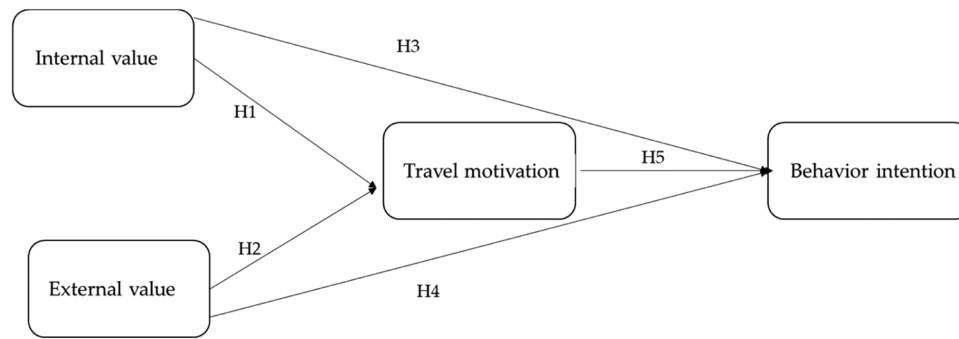 Internal value
H3
H1
Travel motivation
H5
Behavior intention
H2
External value
H4